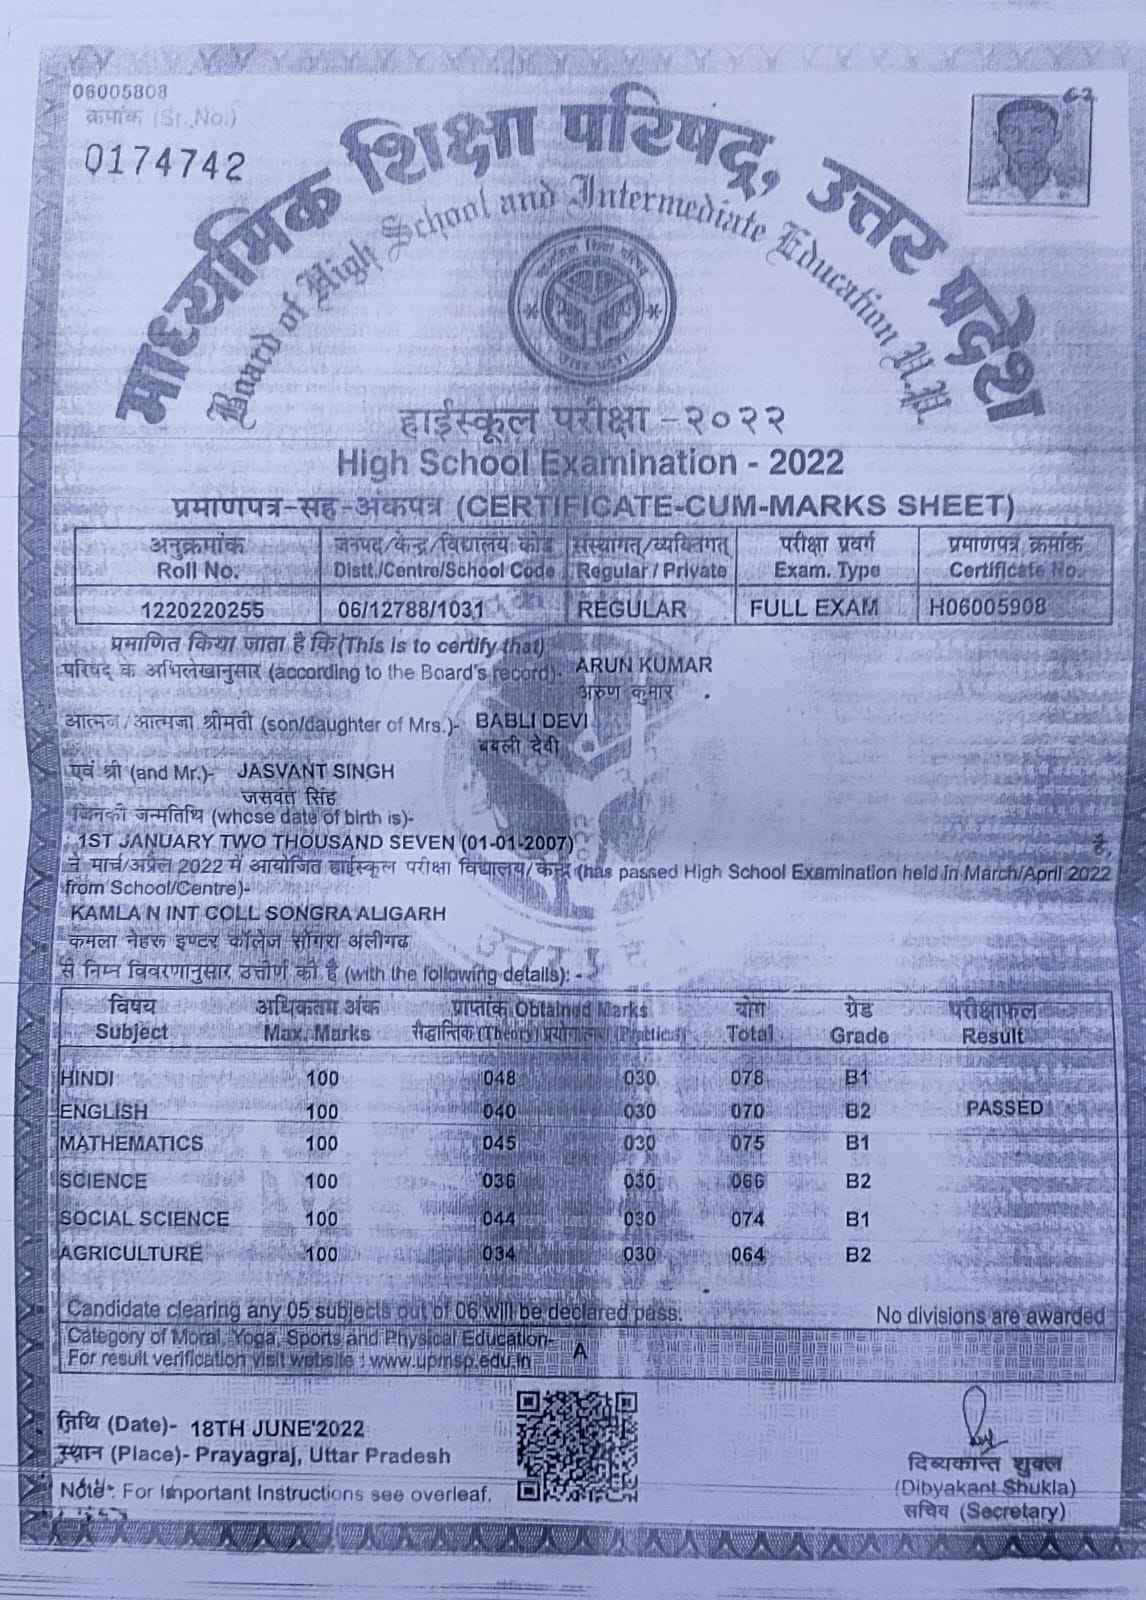 06005808
क्रमांक (Sr. No.)
0174742
माध्यमिक शिक्षा परिषद्, उत्तर प्रदेश
Board of High School and Intermediate Education U.P.
हाईस्कूल परीक्षा -२०२२
High School Examination - 2022
प्रमाणपत्र-सह-अंकपत्र (CERTIFICATE-CUM-MARKS SHEET)
अनुक्रमांक जनपद/केन्द्र/विद्यालय कोड संस्थागत/व्यक्तिगत परीक्षा प्रवर्ग प्रमाणपत्र क्रमांक
Roll No. Distt./Centre/School Code Regular / Private Exam. Type Certificate No.
1220220255 06/12788/1031 REGULAR FULL EXAM H06005908
प्रमाणित किया जाता है कि (This is to certify that)
परिषद के अभिलेखानुसार (according to the Board's record)- ARUN KUMAR
अरुण कुमार
आत्मज/आत्मजा श्रीमती (son/daughter of Mrs.)- BABLI DEVI
बबली देवी
एवं श्री (and Mr.)- JASVANT SINGH
जसवंत सिंह
जिनकी जन्मतिथि (whose date of birth is)-
1ST JANUARY TWO THOUSAND SEVEN (01-01-2007) है,
ने मार्च/अप्रैल 2022 में आयोजित हाईस्कूल परीक्षा विद्यालय/केन्द्र (has passed High School Examination held in March/April 2022
from School/Centre)-
KAMLA N INT COLL SONGRA ALIGARH
कमला नेहरू इण्टर कॉलेज सोंगरा अलीगढ
से निम्न विवरणानुसार उत्तीर्ण की है (with the following details): -
विषय अधिकतम अंक प्राप्तांक Obtained Marks योग ग्रेड परीक्षाफल
Subject Max. Marks सैद्धान्तिक (Theory) प्रयोगात्मक (Practical) Total Grade Result
HINDI 100 048 030 078 B1
ENGLISH 100 040 030 070 B2 PASSED
MATHEMATICS 100 045 030 075 B1
SCIENCE 100 036 030 066 B2
SOCIAL SCIENCE 100 044 030 074 B1
AGRICULTURE 100 034 030 064 B2
Candidate clearing any 05 subjects out of 06 will be declared pass. No divisions are awarded
Category of Moral, Yoga, Sports and Physical Education- A
For result verification visit website : www.upmsp.edu.in
तिथि (Date)- 18TH JUNE'2022
स्थान (Place)- Prayagraj, Uttar Pradesh
Note: For Important Instructions see overleaf.
दिव्यकान्त शुक्ल
(Dibyakant Shukla)
सचिव (Secretary)